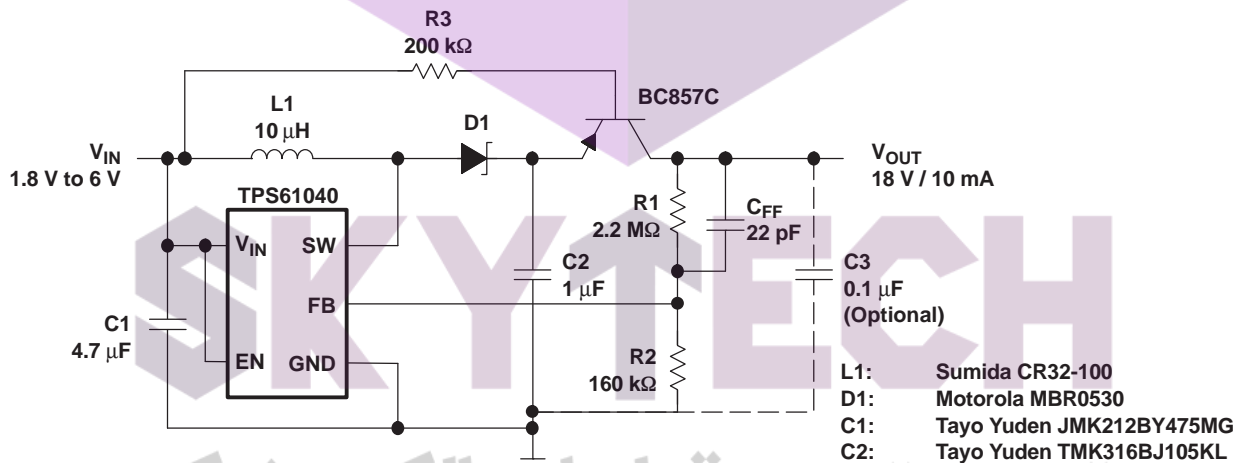 R3
200 kΩ
BC857C
L1
10 μH
D1
VIN
1.8 V to 6 V
VOUT
18 V / 10 mA
TPS61040
VIN
SW
FB
EN
GND
C1
4.7 μF
C2
1 μF
R1
2.2 MΩ
CFF
22 pF
C3
0.1 μF
(Optional)
R2
160 kΩ
L1: Sumida CR32-100
D1: Motorola MBR0530
C1: Tayo Yuden JMK212BY475MG
C2: Tayo Yuden TMK316BJ105KL
SKYTECH